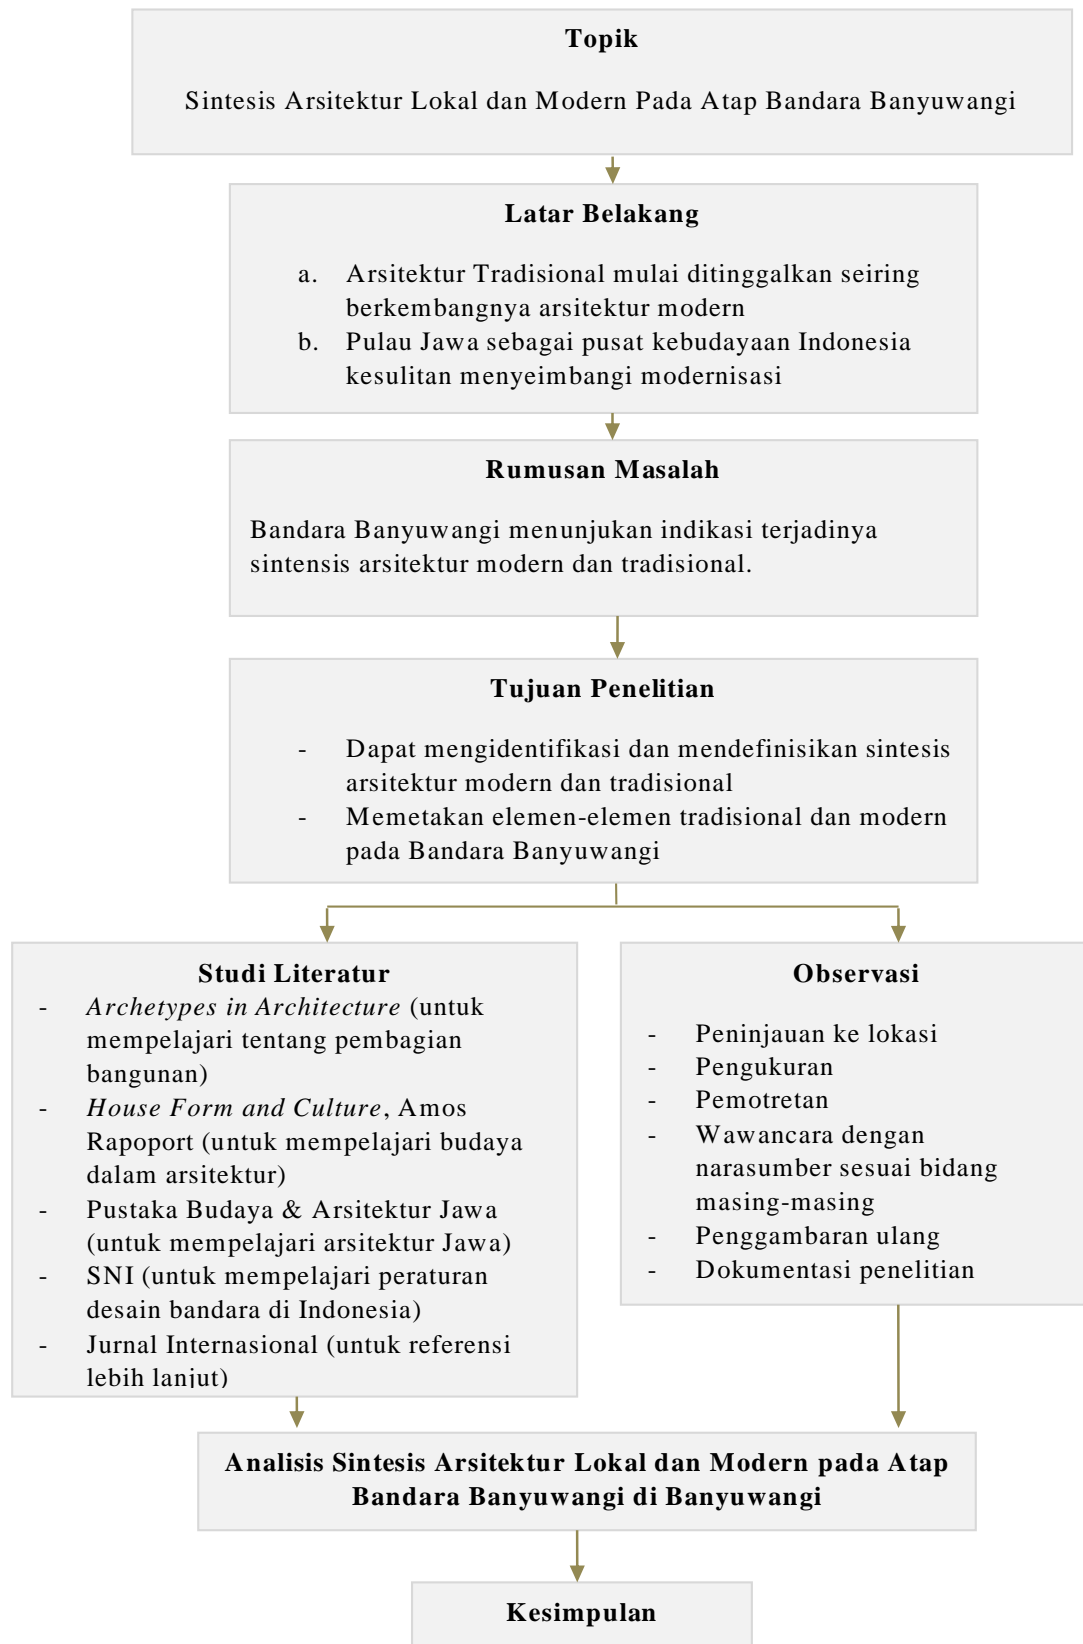 Topik
Sintesis Arsitektur Lokal dan Modern Pada Atap Bandara Banyuwangi
Latar Belakang
a. Arsitektur Tradisional mulai ditinggalkan seiring
berkembangnya arsitektur modern
b. Pulau Jawa sebagai pusat kebudayaan Indonesia
kesulitan menyeimbangi modernisasi
Rumusan Masalah
Bandara Banyuwangi menunjukan indikasi terjadinya
sintensis arsitektur modern dan tradisional.
Tujuan Penelitian
- Dapat mengidentifikasi dan mendefinisikan sintesis
arsitektur modern dan tradisional
- Memetakan elemen-elemen tradisional dan modern
pada Bandara Banyuwangi
Studi Literatur
- Archetypes in Architecture (untuk
mempelajari tentang pembagian
bangunan)
- House Form and Culture, Amos
Rapoport (untuk mempelajari budaya
dalam arsitektur)
- Pustaka Budaya & Arsitektur Jawa
(untuk mempelajari arsitektur Jawa)
- SNI (untuk mempelajari peraturan
desain bandara di Indonesia)
- Jurnal Internasional (untuk referensi
lebih lanjut)
Observasi
- Peninjauan ke lokasi
- Pengukuran
- Pemotretan
- Wawancara dengan
narasumber sesuai bidang
masing-masing
- Penggambaran ulang
- Dokumentasi penelitian
Analisis Sintesis Arsitektur Lokal dan Modern pada Atap
Bandara Banyuwangi di Banyuwangi
Kesimpulan